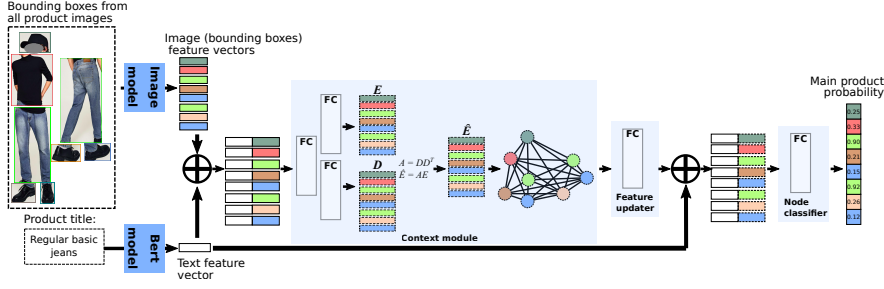 Bounding boxes from
all product images
Image
model
Image (bounding boxes)
feature vectors
Product title:
Regular basic
jeans
Bert
model
Text feature
vector
FC
FC
FC
E
D
A = DDᵀ
Ê = AE
Ê
Context module
FC
Feature
updater
FC
Node
classifier
Main product
probability
0.25
0.33
0.90
0.21
0.15
0.92
0.26
0.12